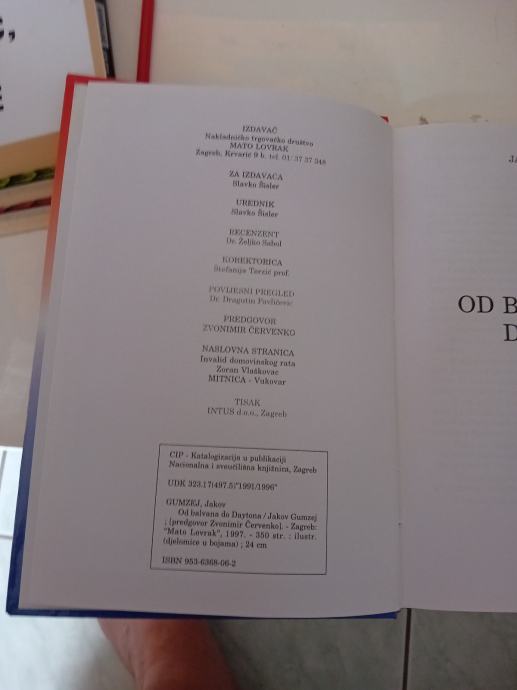 IZDAVAČ
Nakladničko trgovačko društvo
MATO LOVRAK
Zagreb, Krvarić 9 b. tel. 01/ 37 37 348
ZA IZDAVAČA
Slavko Šisler
UREDNIK
Slavko Šisler
RECENZENT
Dr. Željko Sabol
KOREKTORICA
Štefanija Terzić prof.
POVIJESNI PREGLED
Dr. Dragutin Pavličević
PREDGOVOR
ZVONIMIR ČERVENKO
NASLOVNA STRANICA
Invalid domovinskog rata
Zoran Vlaškovac
MITNICA - Vukovar
TISAK
INTUS d.o.o., Zagreb
CIP - Katalogizacija u publikaciji
Nacionalna i sveučilišna knjižnica, Zagreb
UDK 323.17(497.5)"1991/1996"
GUMZEJ, Jakov
Od balvana do Daytona / Jakov Gumzej
; [predgovor Zvonimir Červenko]. - Zagreb:
"Mato Lovrak", 1997. - 350 str. : ilustr.
(djelomice u bojama) ; 24 cm
ISBN 953-6368-06-2
JA
OD B
D